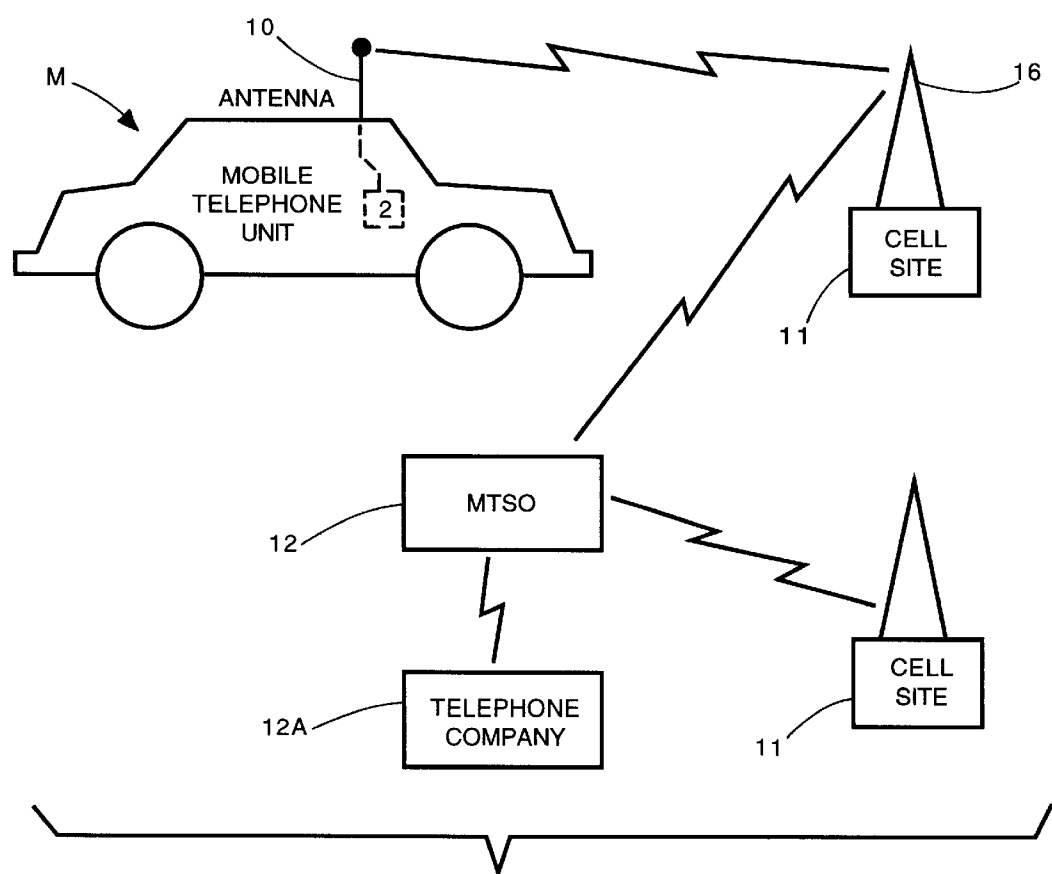 10
M
ANTENNA
16
MOBILE
TELEPHONE
UNIT
2
CELL
SITE
11
MTSO
12
CELL
SITE
TELEPHONE
COMPANY
12A
11